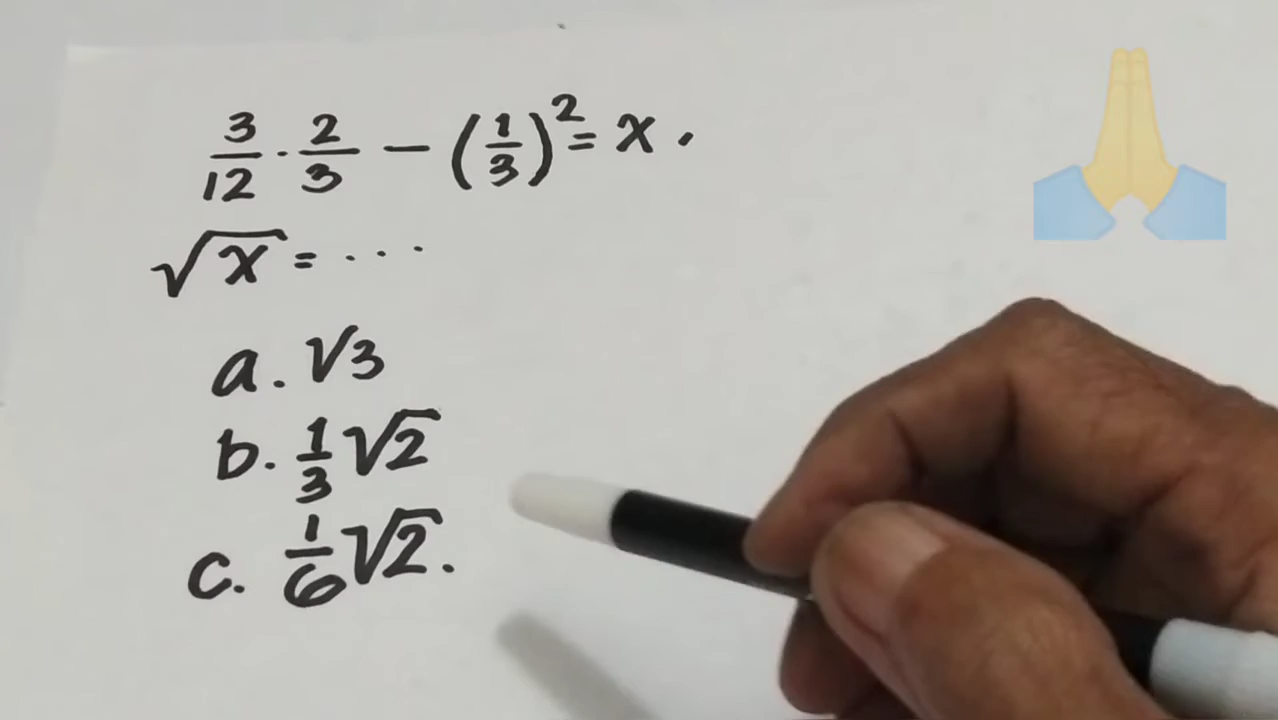 3/12 · 2/3 − (1/3)² = x.
√x = ...
a. √3
b. 1/3 √2
c. 1/6 √2.